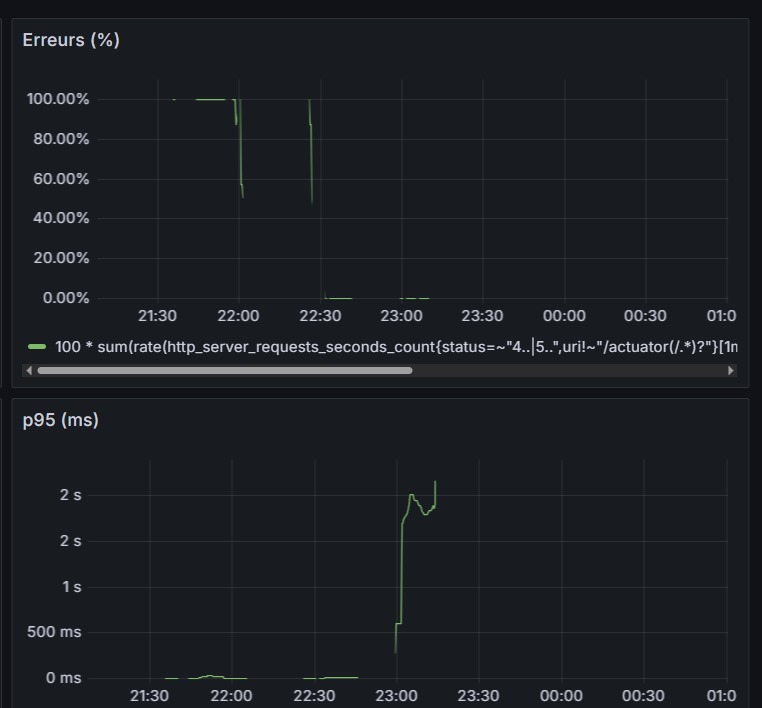 Erreurs (%)
100.00%
80.00%
60.00%
40.00%
20.00%
0.00%
21:30 22:00 22:30 23:00 23:30 00:00 00:30 01:0
100 * sum(rate(http_server_requests_seconds_count{status=~"4..|5..",uri!~"/actuator(/.*)?"}[1m
p95 (ms)
2 s
2 s
1 s
500 ms
0 ms
21:30 22:00 22:30 23:00 23:30 00:00 00:30 01:0